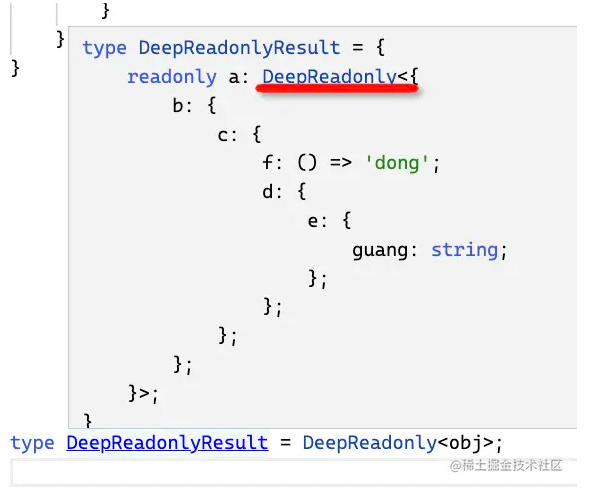 }
}
}
type DeepReadonlyResult = {
    readonly a: DeepReadonly<{
        b: {
            c: {
                f: () => 'dong';
                d: {
                    e: {
                        guang: string;
                    };
                };
            };
        };
    }>;
}
type DeepReadonlyResult = DeepReadonly<obj>;
@稀土掘金技术社区